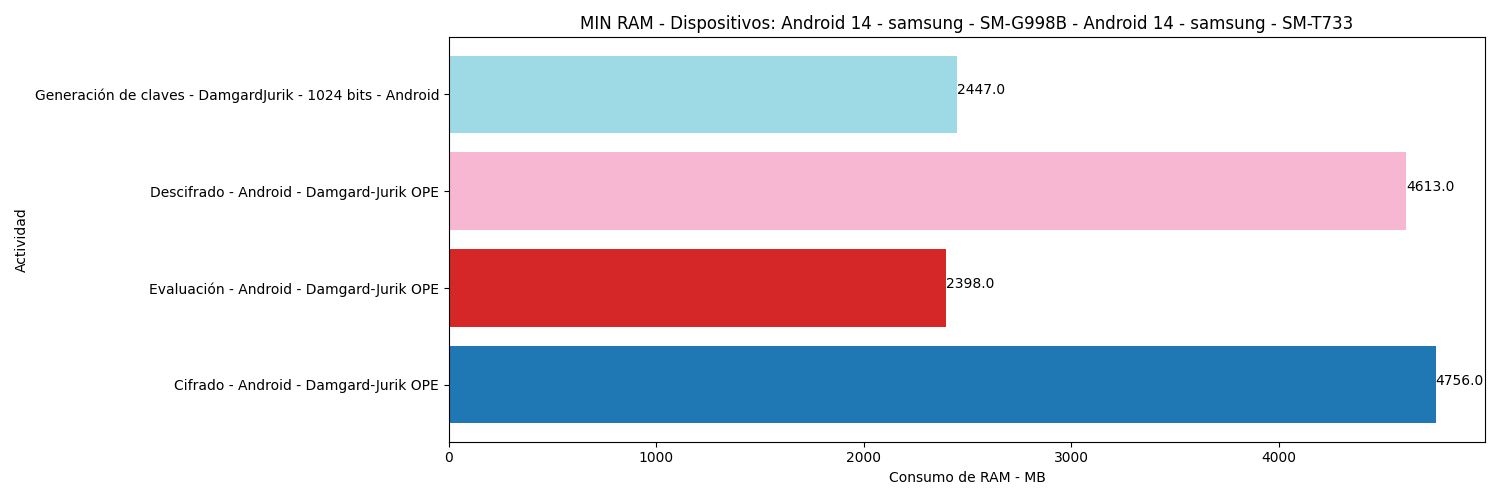 MIN RAM - Dispositivos: Android 14 - samsung - SM-G998B - Android 14 - samsung - SM-T733
Generación de claves - DamgardJurik - 1024 bits - Android
2447.0
Descifrado - Android - Damgard-Jurik OPE
4613.0
Evaluación - Android - Damgard-Jurik OPE
2398.0
Cifrado - Android - Damgard-Jurik OPE
4756.0
Actividad
0 1000 2000 3000 4000
Consumo de RAM - MB